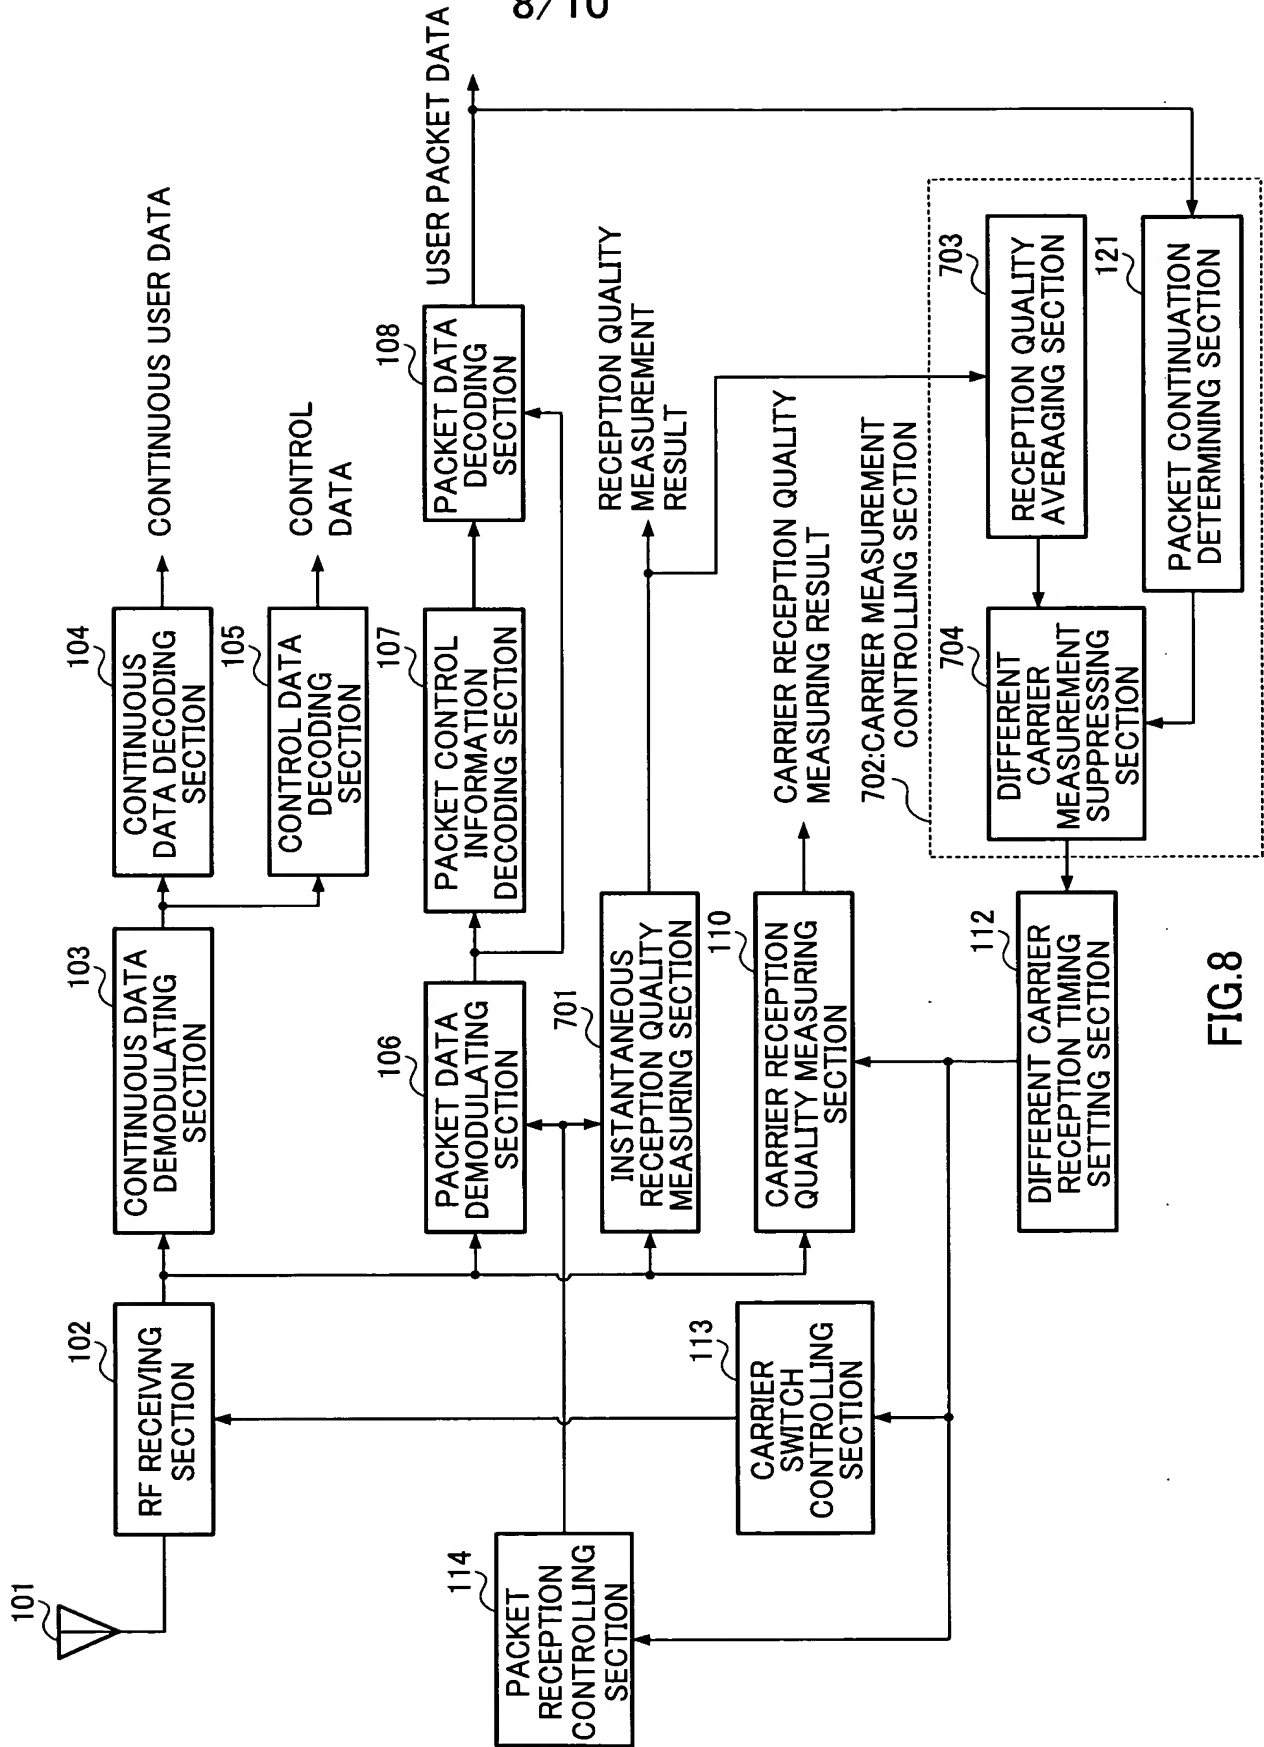 8/10
101
RF RECEIVING
SECTION
102
CONTINUOUS DATA
DEMODULATING
SECTION
103
CONTINUOUS
DATA DECODING
SECTION
104
CONTINUOUS USER DATA
CONTROL DATA
DECODING
SECTION
105
CONTROL
DATA
PACKET
RECEPTION
CONTROLLING
SECTION
114
PACKET DATA
DEMODULATING
SECTION
106
PACKET CONTROL
INFORMATION
DECODING SECTION
107
PACKET DATA
DECODING
SECTION
108
USER PACKET DATA
INSTANTANEOUS
RECEPTION QUALITY
MEASURING SECTION
701
RECEPTION QUALITY
MEASUREMENT
RESULT
CARRIER
SWITCH
CONTROLLING
SECTION
113
CARRIER RECEPTION
QUALITY MEASURING
SECTION
110
CARRIER RECEPTION QUALITY
MEASURING RESULT
702:CARRIER MEASUREMENT
CONTROLLING SECTION
DIFFERENT CARRIER
RECEPTION TIMING
SETTING SECTION
112
DIFFERENT
CARRIER
MEASUREMENT
SUPPRESSING
SECTION
704
RECEPTION QUALITY
AVERAGING SECTION
703
PACKET CONTINUATION
DETERMINING SECTION
121
FIG.8